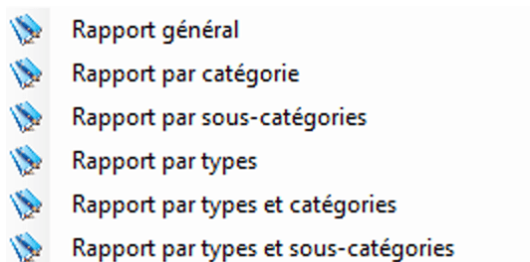 Rapport général
Rapport par catégorie
Rapport par sous-catégories
Rapport par types
Rapport par types et catégories
Rapport par types et sous-catégories